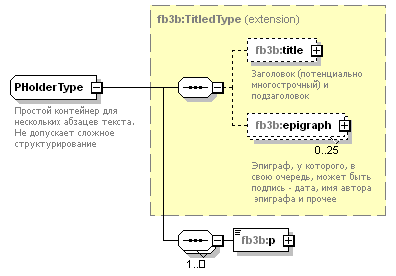 fb3b:TitledType (extension)
fb3b:title
Заголовок (потенциально
многострочный) и
подзаголовок
PHolderType
Простой контейнер для
нескольких абзацев текста.
Не допускает сложное
структурирование
fb3b:epigraph
0..25
Эпиграф, у которого, в
свою очередь, может быть
подпись - дата, имя автора
эпиграфа и прочее
fb3b:p
1..